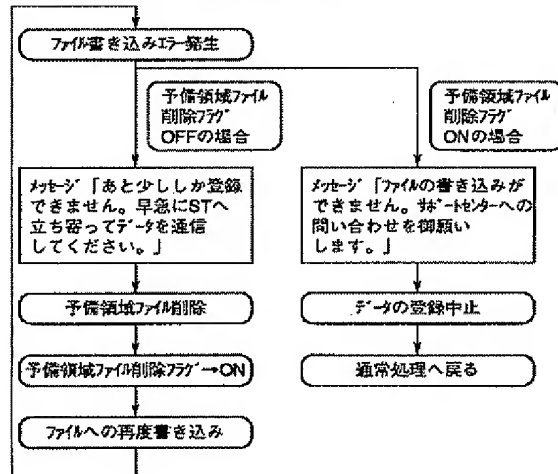 ファイル書き込みエラー発生
予備領域ファイル
削除フラグ
OFFの場合
予備領域ファイル
削除フラグ
ONの場合
メッセージ「あと少ししか登録
できません。早急にSTへ
立ち寄ってデータを通信
してください。」
メッセージ「ファイルの書き込みが
できません。サポートセンターへの
問い合わせを御願い
します。」
予備領域ファイル削除
データの登録中止
予備領域ファイル削除フラグ→ON
通常処理へ戻る
ファイルへの再度書き込み